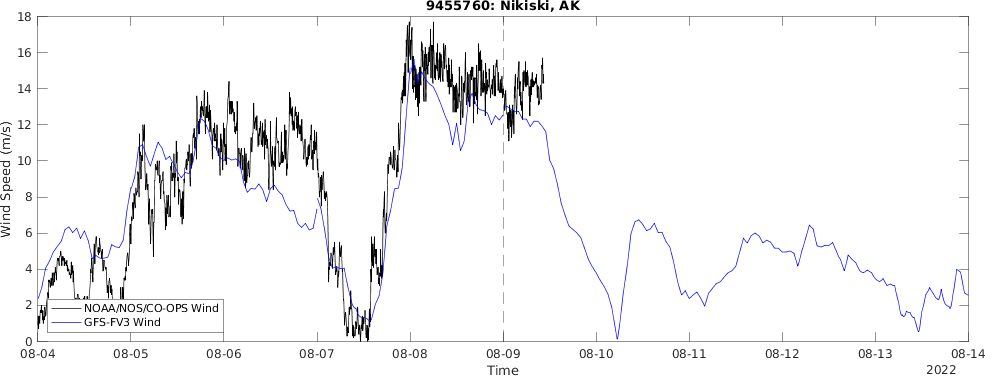 9455760: Nikiski, AK
Wind Speed (m/s)
18
16
14
12
10
8
6
4
2
0
NOAA/NOS/CO-OPS Wind
GFS-FV3 Wind
08-04 08-05 08-06 08-07 08-08 08-09 08-10 08-11 08-12 08-13 08-14
Time
2022